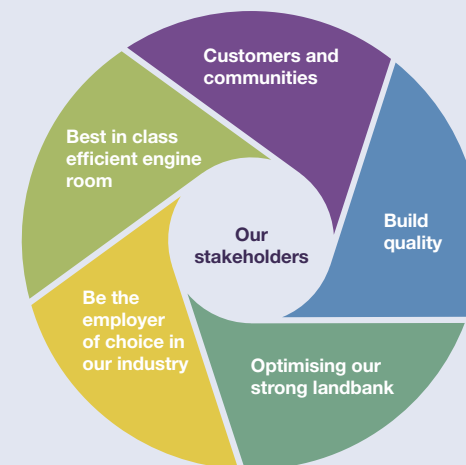 Customers and
communities
Best in class
efficient engine
room
Build
quality
Our
stakeholders
Be the
employer
of choice in
our industry
Optimising our
strong landbank